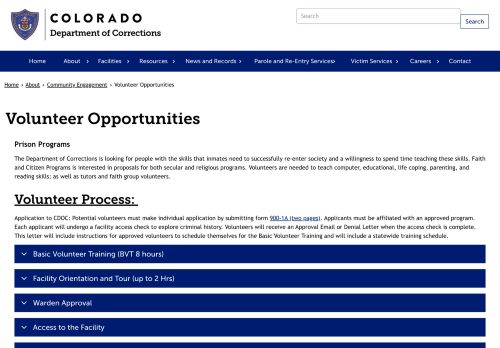 COLORADO
Department of Corrections
Search
Search
Home About Facilities Resources News and Records Parole and Re-Entry Services Victim Services Careers Contact
Home › About › Community Engagement › Volunteer Opportunities
Volunteer Opportunities
Prison Programs
The Department of Corrections is looking for people with the skills that inmates need to successfully re-enter society and a willingness to spend time teaching these skills. Faith
and Citizen Programs is interested in proposals for both secular and religious programs. Volunteers are needed to teach computer, educational, life coping, parenting, and
reading skills; as well as tutors and faith group volunteers.
Volunteer Process:
Application to CDOC: Potential volunteers must make individual application by submitting form 900-1A (two pages). Applicants must be affiliated with an approved program.
Each applicant will undergo a facility access check to explore criminal history. Volunteers will receive an Approval Email or Denial Letter when the access check is complete.
This letter will include instructions for approved volunteers to schedule themselves for the Basic Volunteer Training and will include a statewide training schedule.
Basic Volunteer Training (BVT 8 hours)
Facility Orientation and Tour (up to 2 Hrs)
Warden Approval
Access to the Facility